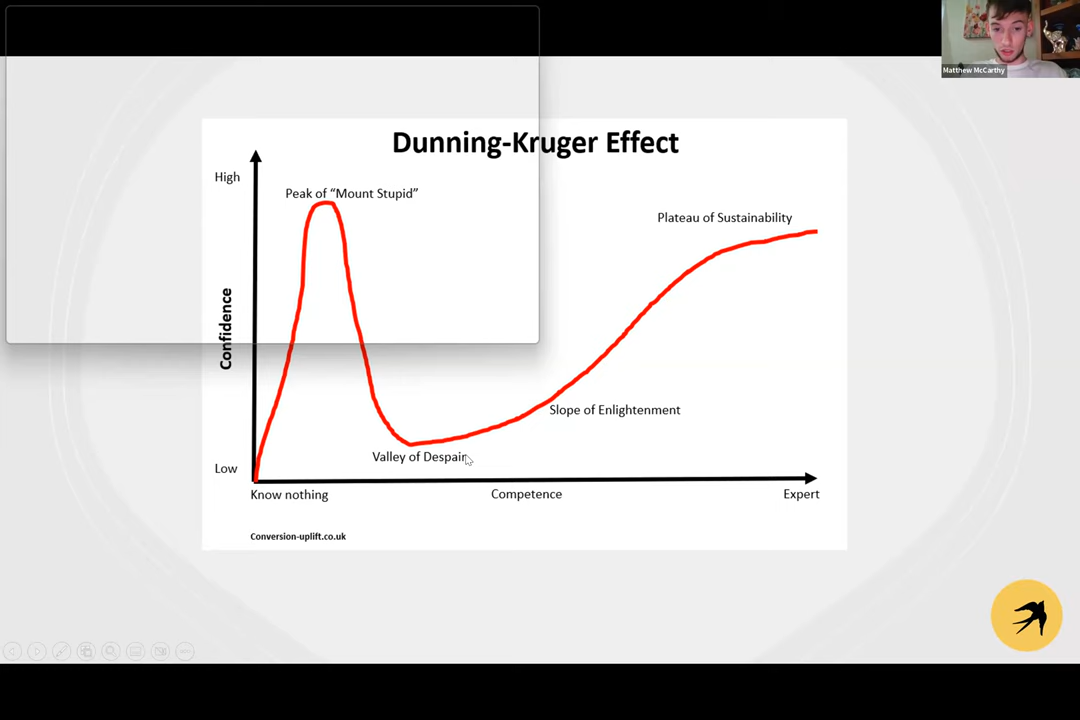 Matthew McCarthy
Dunning-Kruger Effect
High
Peak of “Mount Stupid”
Plateau of Sustainability
Confidence
Slope of Enlightenment
Valley of Despair
Low
Know nothing
Competence
Expert
Conversion-uplift.co.uk